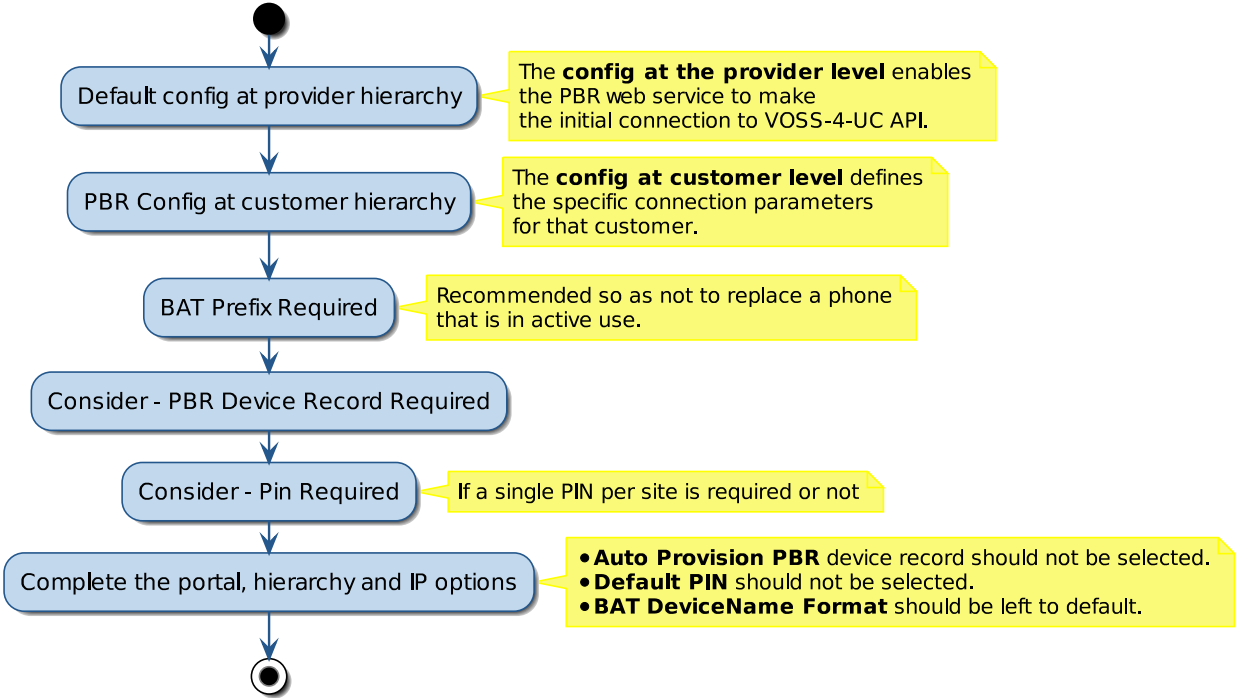 Default config at provider hierarchy
The config at the provider level enables
the PBR web service to make
the initial connection to VOSS-4-UC API.
PBR Config at customer hierarchy
The config at customer level defines
the specific connection parameters
for that customer.
BAT Prefix Required
Recommended so as not to replace a phone
that is in active use.
Consider - PBR Device Record Required
Consider - Pin Required
If a single PIN per site is required or not
Complete the portal, hierarchy and IP options
• Auto Provision PBR device record should not be selected.
• Default PIN should not be selected.
• BAT DeviceName Format should be left to default.